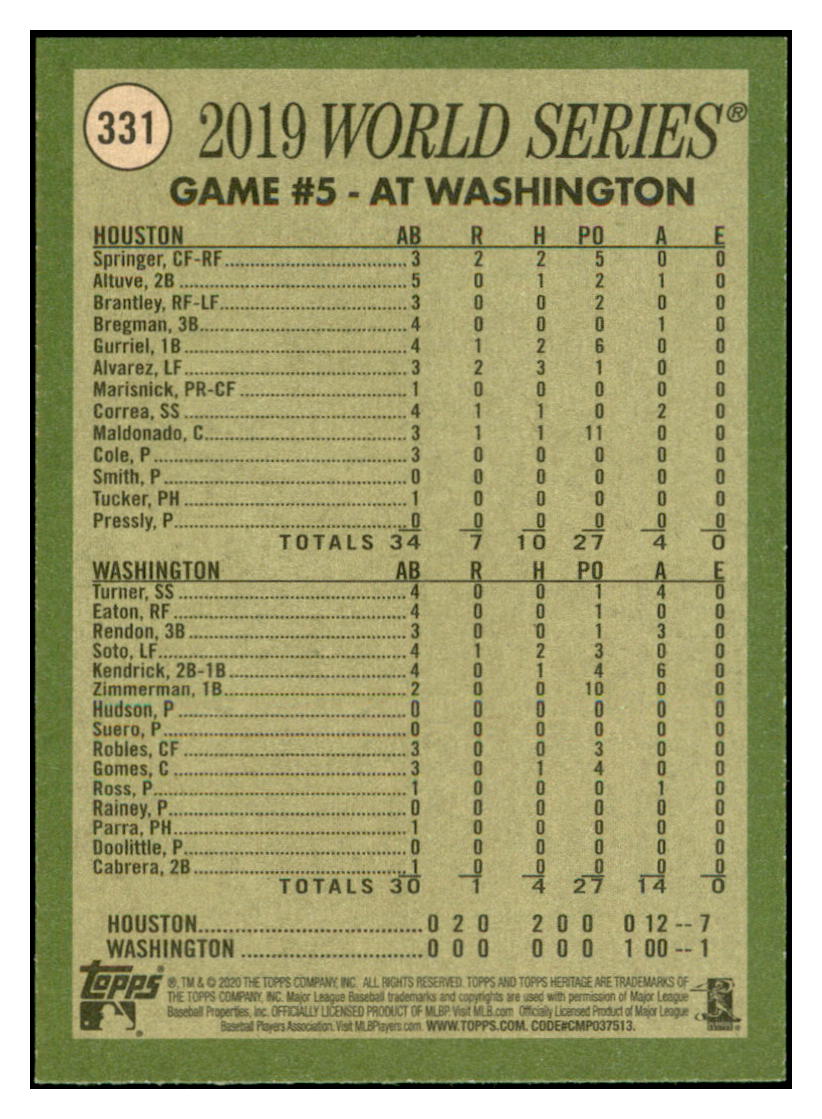 331 2019 WORLD SERIES®
GAME #5 - AT WASHINGTON
HOUSTON AB R H PO A E
Springer, CF-RF 3 2 2 5 0 0
Altuve, 2B 5 0 1 2 1 0
Brantley, RF-LF 3 0 0 2 0 0
Bregman, 3B 4 0 0 0 1 0
Gurriel, 1B 4 1 2 6 0 0
Alvarez, LF 3 2 3 1 0 0
Marisnick, PR-CF 1 0 0 0 0 0
Correa, SS 4 1 1 0 2 0
Maldonado, C 3 1 1 11 0 0
Cole, P 3 0 0 0 0 0
Smith, P 0 0 0 0 0 0
Tucker, PH 1 0 0 0 0 0
Pressly, P 0 0 0 0 0 0
TOTALS 34 7 10 27 4 0
WASHINGTON AB R H PO A E
Turner, SS 4 0 0 1 4 0
Eaton, RF 4 0 0 1 0 0
Rendon, 3B 3 0 0 1 3 0
Soto, LF 4 1 2 3 0 0
Kendrick, 2B-1B 4 0 1 4 6 0
Zimmerman, 1B 2 0 0 10 0 0
Hudson, P 0 0 0 0 0 0
Suero, P 0 0 0 0 0 0
Robles, CF 3 0 0 3 0 0
Gomes, C 3 0 1 4 0 0
Ross, P 1 0 0 0 1 0
Rainey, P 0 0 0 0 0 0
Parra, PH 1 0 0 0 0 0
Doolittle, P 0 0 0 0 0 0
Cabrera, 2B 1 0 0 0 0 0
TOTALS 30 1 4 27 14 0
HOUSTON 0 2 0 2 0 0 0 1 2 -- 7
WASHINGTON 0 0 0 0 0 0 1 0 0 -- 1
Topps ®, TM & © 2020 THE TOPPS COMPANY, INC. ALL RIGHTS RESERVED. TOPPS AND TOPPS HERITAGE ARE TRADEMARKS OF
THE TOPPS COMPANY, INC. Major League Baseball trademarks and copyrights are used with permission of Major League
Baseball Properties, Inc. OFFICIALLY LICENSED PRODUCT OF MLBP. Visit MLB.com Officially Licensed Product of Major League
Baseball Players Association. Visit MLBPlayers.com. WWW.TOPPS.COM. CODE#CMP037513.